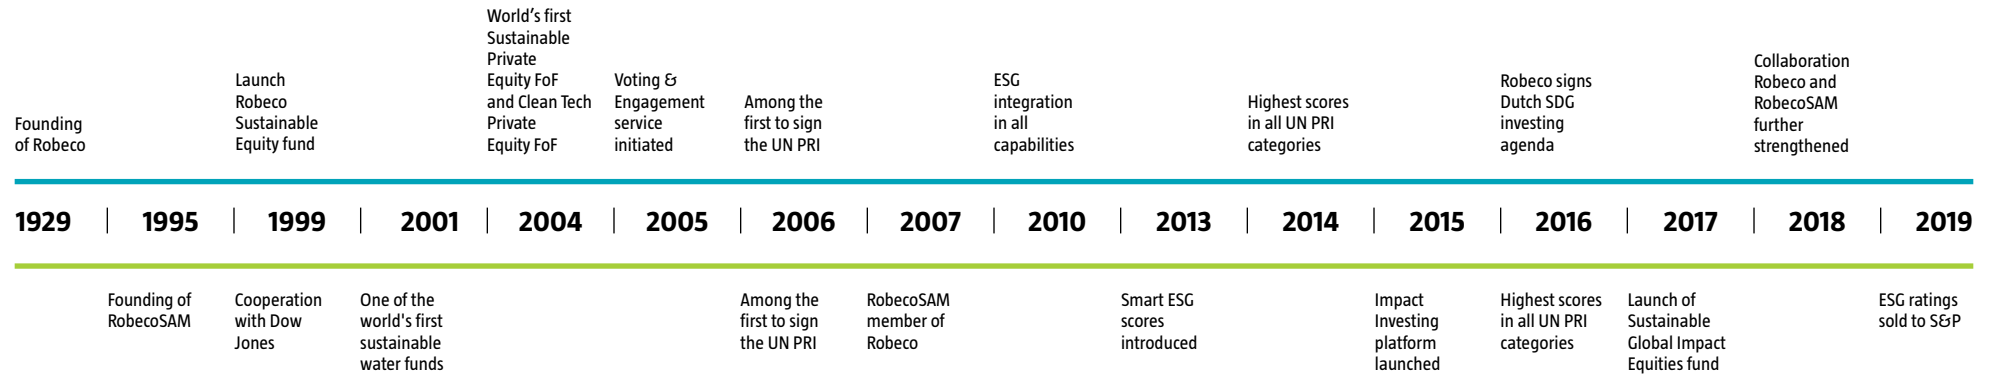 Founding
of Robeco
Launch
Robeco
Sustainable
Equity fund
World's first
Sustainable
Private
Equity FoF
and Clean Tech
Private
Equity FoF
Voting &
Engagement
service
initiated
Among the
first to sign
the UN PRI
ESG
integration
in all
capabilities
Highest scores
in all UN PRI
categories
Robeco signs
Dutch SDG
investing
agenda
Collaboration
Robeco and
RobecoSAM
further
strengthened
1929 | 1995 | 1999 | 2001 | 2004 | 2005 | 2006 | 2007 | 2010 | 2013 | 2014 | 2015 | 2016 | 2017 | 2018 | 2019
Founding of
RobecoSAM
Cooperation
with Dow
Jones
One of the
world's first
sustainable
water funds
Among the
first to sign
the UN PRI
RobecoSAM
member of
Robeco
Smart ESG
scores
introduced
Impact
Investing
platform
launched
Highest scores
in all UN PRI
categories
Launch of
Sustainable
Global Impact
Equities fund
ESG ratings
sold to S&P